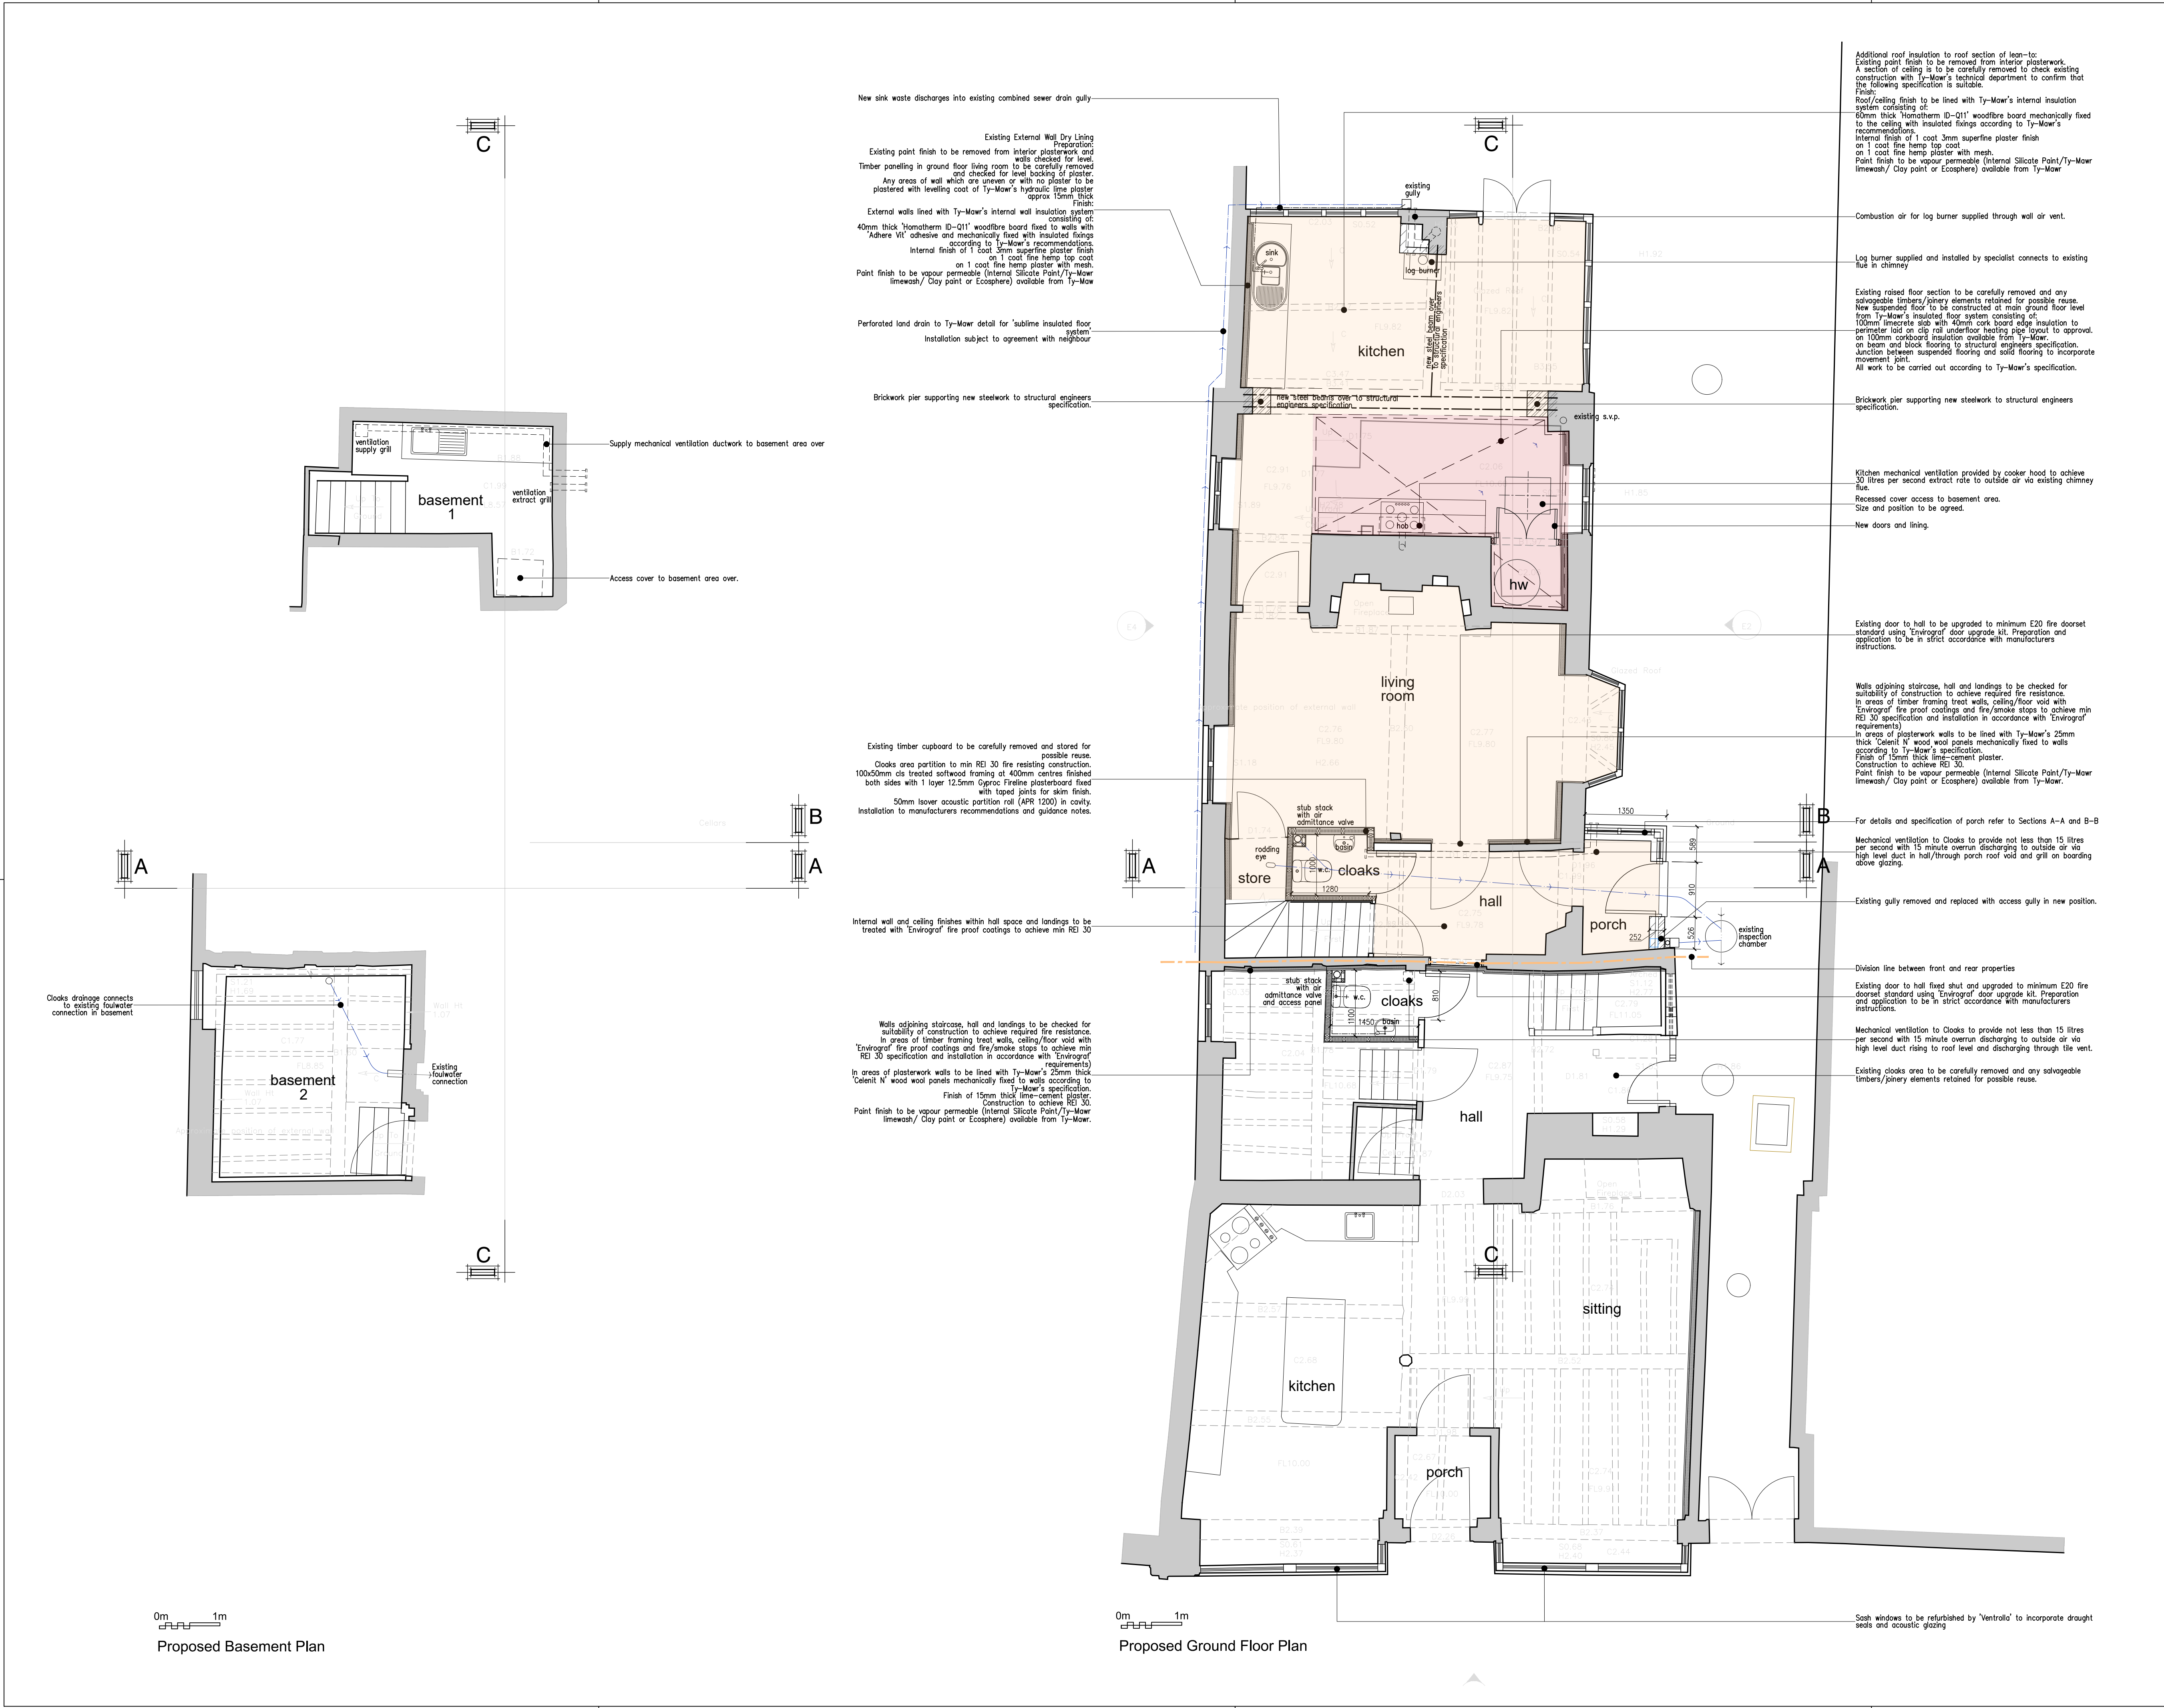 C
ventilation
supply grill
Supply mechanical ventilation ductwork to basement area over
ventilation
extract grill
basement
1
Access cover to basement area over.
B
A
A
Cloaks drainage connects
to existing foulwater
connection in basement
Existing
foulwater
connection
basement
2
C
0m 1m
Proposed Basement Plan
New sink waste discharges into existing combined sewer drain gully
Existing External Wall Dry Lining
Preparation:
Existing paint finish to be removed from interior plasterwork and
walls checked for level.
Timber panelling in ground floor living room to be carefully removed
and checked for level backing of plaster.
Any areas of wall which are uneven or with no plaster to be
plastered with levelling coat of Ty-Mawr's hydraulic lime plaster
approx 15mm thick
Finish:
External walls lined with Ty-Mawr's internal wall insulation system
consisting of:
40mm thick 'Homatherm ID-Q11' woodfibre board fixed to walls with
'Adhere Vit' adhesive and mechanically fixed with insulated fixings
according to Ty-Mawr's recommendations.
Internal finish of 1 coat 3mm superfine plaster finish
on 1 coat fine hemp top coat
on 1 coat fine hemp plaster with mesh.
Paint finish to be vapour permeable (Internal Silicate Paint/Ty-Mawr
limewash/ Clay paint or Ecosphere) available from Ty-Maw
Perforated land drain to Ty-Mawr detail for 'sublime insulated floor
system'
Installation subject to agreement with neighbour
Brickwork pier supporting new steelwork to structural engineers
specification.
Existing timber cupboard to be carefully removed and stored for
possible reuse.
Cloaks area partition to min REI 30 fire resisting construction.
100x50mm cls treated softwood framing at 400mm centres finished
both sides with 1 layer 12.5mm Gyproc Fireline plasterboard fixed
with taped joints for skim finish.
50mm Isover acoustic partition roll (APR 1200) in cavity.
Installation to manufacturers recommendations and guidance notes.
Internal wall and ceiling finishes within hall space and landings to be
treated with 'Envirograf' fire proof coatings to achieve min REI 30
Walls adjoining staircase, hall and landings to be checked for
suitability of construction to achieve required fire resistance.
In areas of timber framing treat walls, ceiling/floor void with
'Envirograf' fire proof coatings and fire/smoke stops to achieve min
REI 30 specification and installation in accordance with 'Envirograf'
requirements)
In areas of plasterwork walls to be lined with Ty-Mawr's 25mm thick
'Celenit N' wood wool panels mechanically fixed to walls according to
Ty-Mawr's specification.
Finish of 15mm thick lime-cement plaster.
Construction to achieve REI 30.
Paint finish to be vapour permeable (Internal Silicate Paint/Ty-Mawr
limewash/ Clay paint or Ecosphere) available from Ty-Mawr.
C
existing
gully
sink
log burner
kitchen
new steel beam over
to structural engineers
specification
new steel beams over to structural
engineers specification
existing s.v.p.
hob
hw
E4
E2
Open
Fireplace
Glazed Roof
living
room
C2.78
FL9.80
C2.77
FL9.80
S1.18
H2.66
stub stack
with air
admittance valve
rodding
eye
basin
w.c.
1000
1280
cloaks
store
hall
porch
1350
589
910
526
252
existing
inspection
chamber
B
A
A
stub stack
with air
admittance valve
and access panel
w.c.
cloaks
1100
1450
basin
810
hall
Open
C
kitchen
sitting
porch
C2.68
FL10.00
0m 1m
Proposed Ground Floor Plan
Additional roof insulation to roof section of lean-to:
Existing paint finish to be removed from interior plasterwork.
A section of ceiling is to be carefully removed to check existing
construction with Ty-Mawr's technical department to confirm that
the following specification is suitable.
Finish:
Roof/ceiling finish to be lined with Ty-Mawr's internal insulation
system consisting of:
60mm thick 'Homatherm ID-Q11' woodfibre board mechanically fixed
to the ceiling with insulated fixings according to Ty-Mawr's
recommendations.
Internal finish of 1 coat 3mm superfine plaster finish
on 1 coat fine hemp top coat
on 1 coat fine hemp plaster with mesh.
Paint finish to be vapour permeable (Internal Silicate Paint/Ty-Mawr
limewash/ Clay paint or Ecosphere) available from Ty-Mawr
Combustion air for log burner supplied through wall air vent.
Log burner supplied and installed by specialist connects to existing
flue in chimney
Existing raised floor section to be carefully removed and any
salvageable timbers/joinery elements retained for possible reuse.
New suspended floor to be constructed at main ground floor level
from Ty-Mawr's insulated floor system consisting of:
100mm limecrete slab with 40mm cork board edge insulation to
perimeter laid on clip rail underfloor heating pipe layout to approval.
on 100mm corkboard insulation available from Ty-Mawr.
on beam and block flooring to structural engineers specification.
Junction between suspended flooring and solid flooring to incorporate
movement joint.
All work to be carried out according to Ty-Mawr's specification.
Brickwork pier supporting new steelwork to structural engineers
specification.
Kitchen mechanical ventilation provided by cooker hood to achieve
30 litres per second extract rate to outside air via existing chimney
flue.
Recessed cover access to basement area.
Size and position to be agreed.
New doors and lining.
Existing door to hall to be upgraded to minimum E20 fire doorset
standard using 'Envirograf' door upgrade kit. Preparation and
application to be in strict accordance with manufacturers
instructions.
Walls adjoining staircase, hall and landings to be checked for
suitability of construction to achieve required fire resistance.
In areas of timber framing treat walls, ceiling/floor void with
'Envirograf' fire proof coatings and fire/smoke stops to achieve min
REI 30 specification and installation in accordance with 'Envirograf'
requirements)
In areas of plasterwork walls to be lined with Ty-Mawr's 25mm
thick 'Celenit N' wood wool panels mechanically fixed to walls
according to Ty-Mawr's specification.
Finish of 15mm thick lime-cement plaster.
Construction to achieve REI 30.
Paint finish to be vapour permeable (Internal Silicate Paint/Ty-Mawr
limewash/ Clay paint or Ecosphere) available from Ty-Mawr.
For details and specification of porch refer to Sections A-A and B-B
Mechanical ventilation to Cloaks to provide not less than 15 litres
per second with 15 minute overrun discharging to outside air via
high level duct in hall/through porch roof void and grill on boarding
above glazing.
Existing gully removed and replaced with access gully in new position.
Division line between front and rear properties
Existing door to hall fixed shut and upgraded to minimum E20 fire
doorset standard using 'Envirograf' door upgrade kit. Preparation
and application to be in strict accordance with manufacturers
instructions.
Mechanical ventilation to Cloaks to provide not less than 15 litres
per second with 15 minute overrun discharging to outside air via
high level duct rising to roof level and discharging through tile vent.
Existing cloaks area to be carefully removed and any salvageable
timbers/joinery elements retained for possible reuse.
Sash windows to be refurbished by 'Ventrolla' to incorporate draught
seals and acoustic glazing